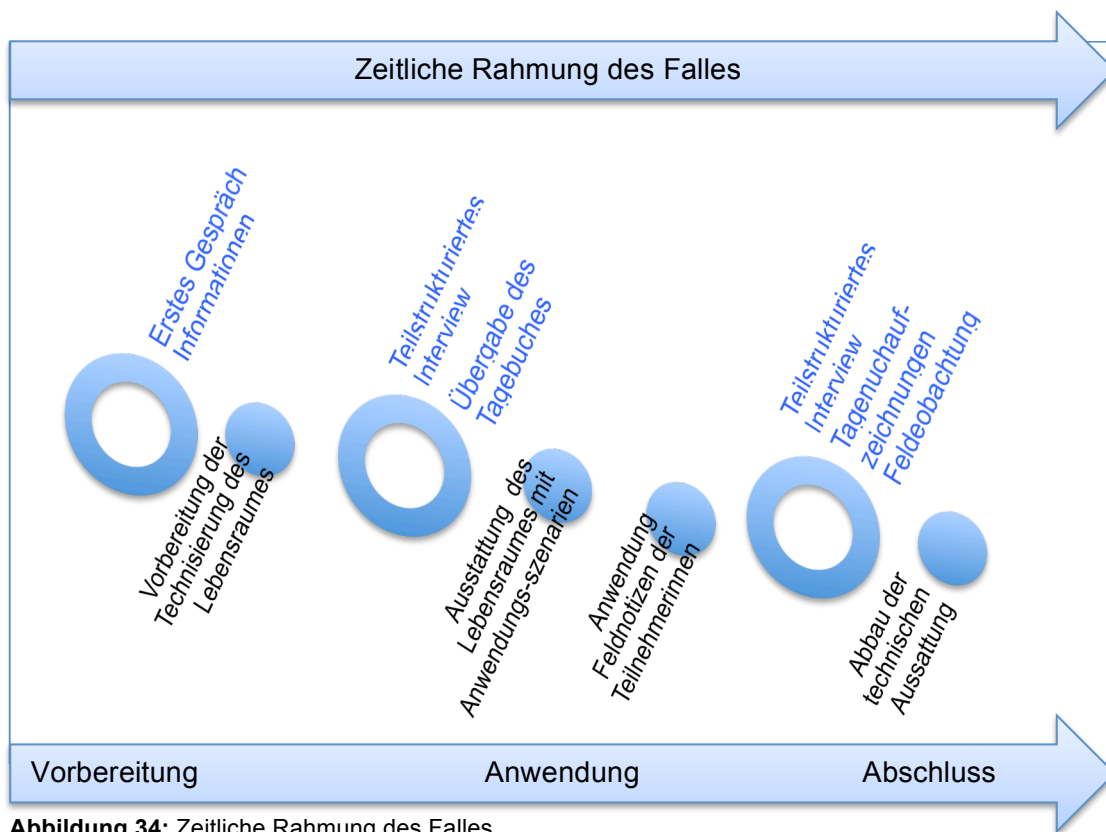 Zeitliche Rahmung des Falles
Erstes Gespräch
Informationen
Vorbereitung der
Technisierung des
Lebensraumes
Teilstrukturiertes
Interview
Übergabe des
Tagebuches
Ausstattung des
Lebensraumes mit
Anwendungs-szenarien
Anwendung
Feldnotizen der
Teilnehmerinnen
Teilstrukturiertes
Interview
Tagenuchauf-
zeichnungen
Feldeobachtung
Abbau der
technischen
Aussattung
Vorbereitung
Anwendung
Abschluss
Abbildung 34: Zeitliche Rahmung des Falles